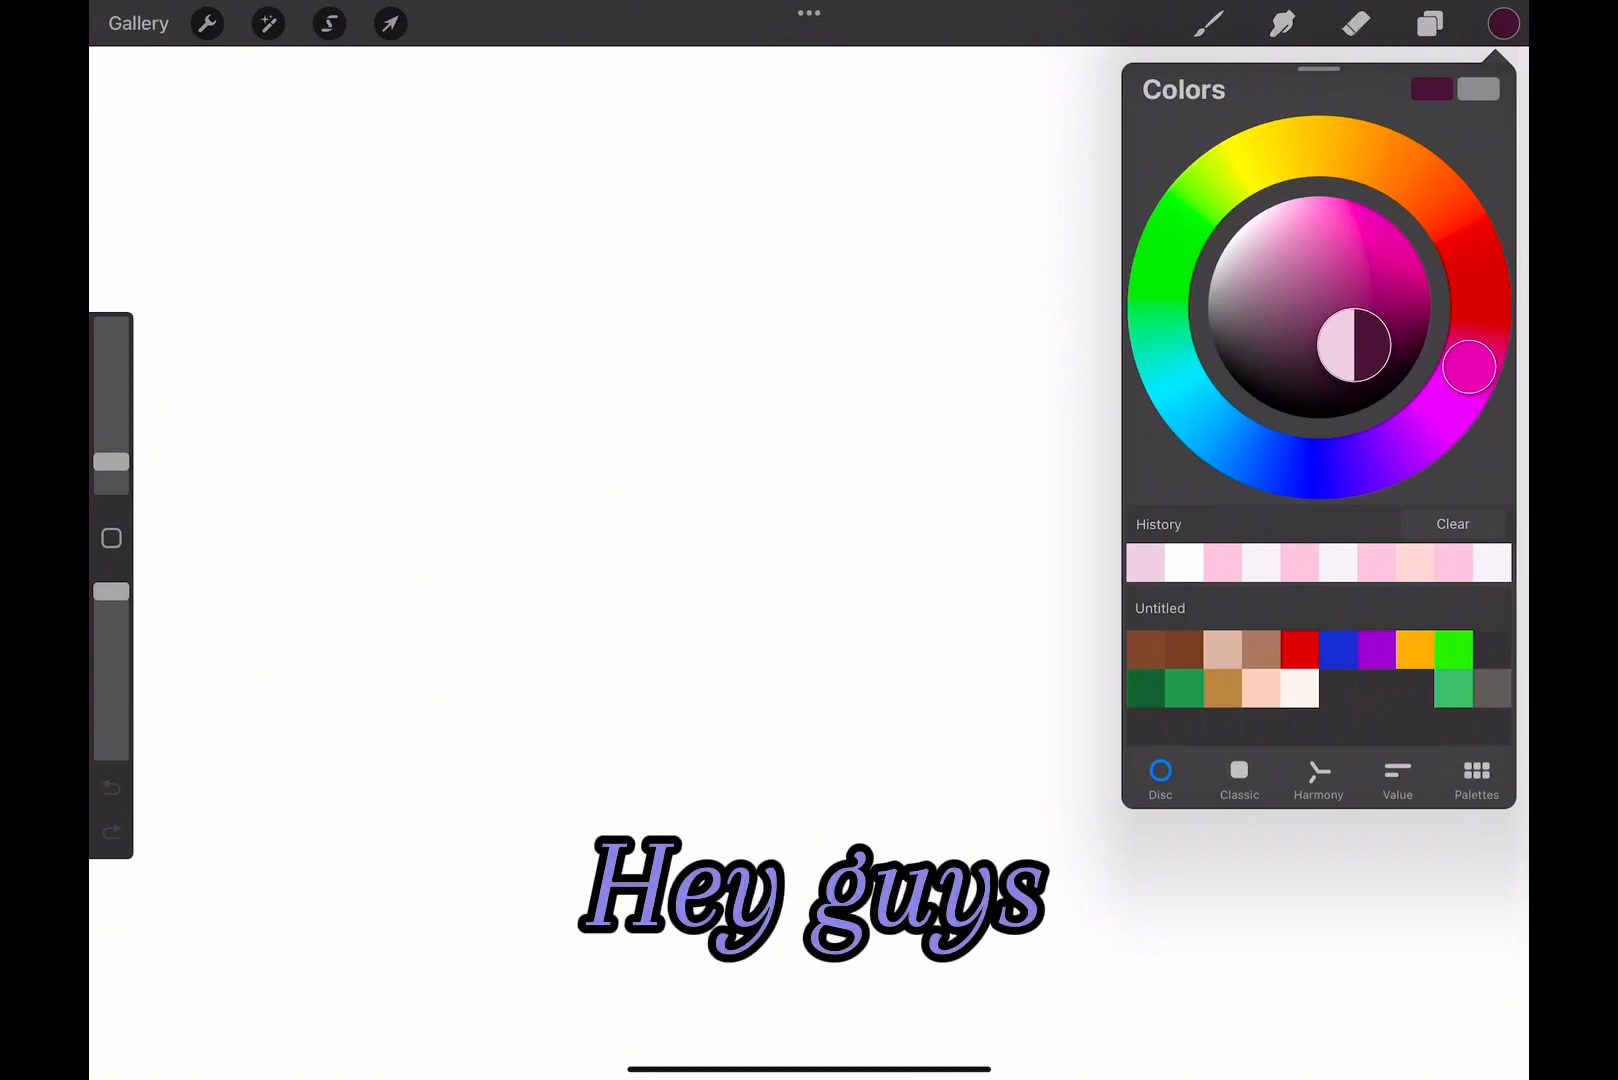 Gallery
Colors
History
Clear
Untitled
Disc
Classic
Harmony
Value
Palettes
Hey guys